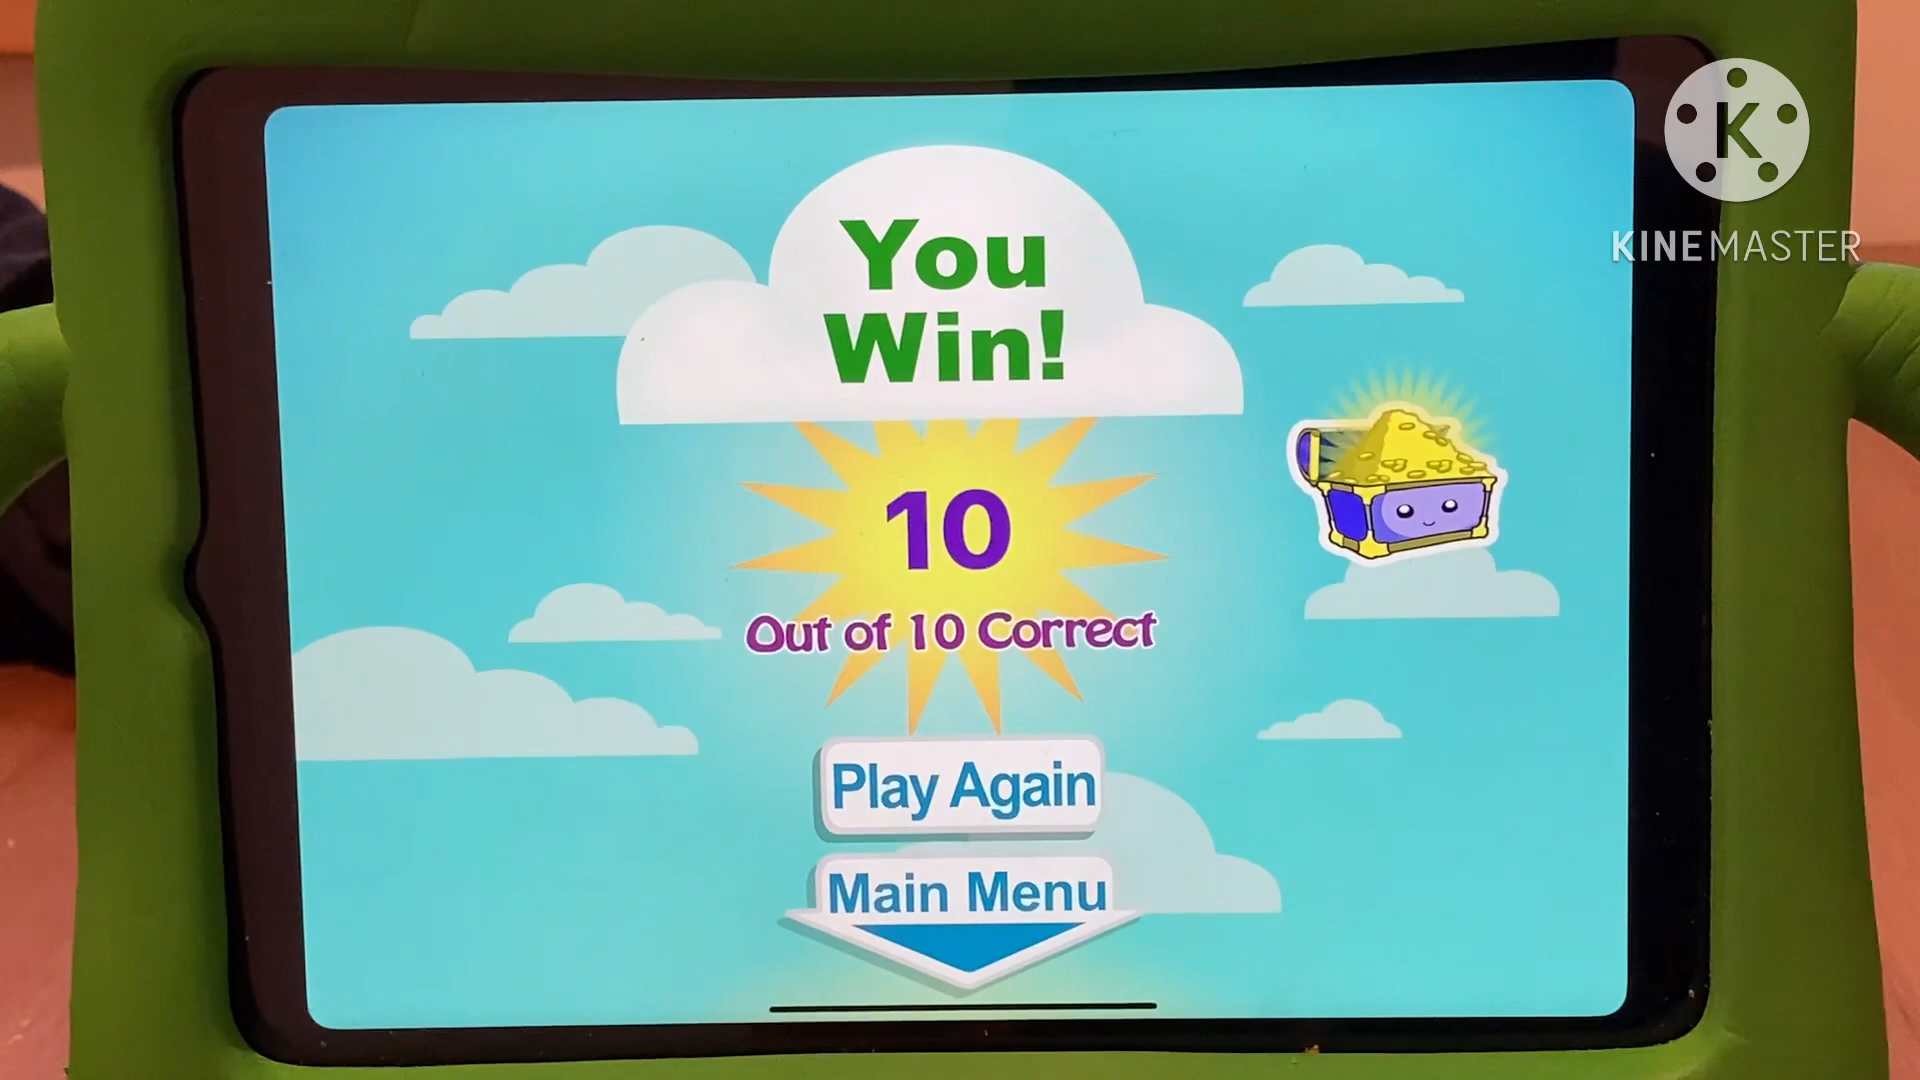 K
KINEMASTER
You
Win!
10
Out of 10 Correct
Play Again
Main Menu